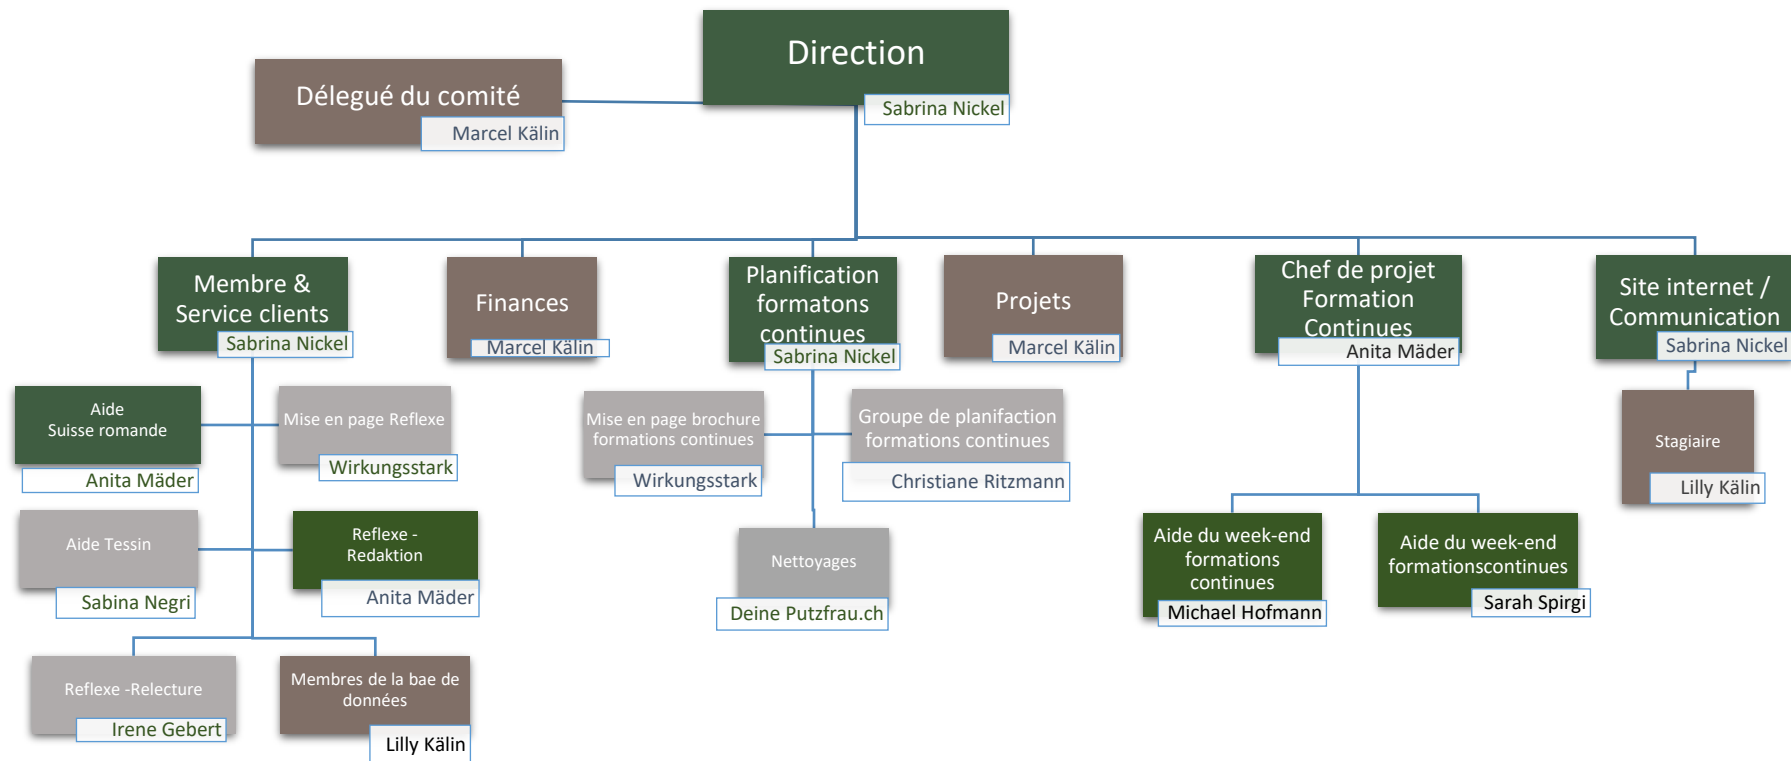 Direction
Sabrina Nickel
Délegué du comité
Marcel Kälin
Membre &
Service clients
Sabrina Nickel
Finances
Marcel Kälin
Planification
formatons
continues
Sabrina Nickel
Projets
Marcel Kälin
Chef de projet
Formation
Continues
Anita Mäder
Site internet /
Communication
Sabrina Nickel
Aide
Suisse romande
Anita Mäder
Mise en page Reflexe
Wirkungsstark
Mise en page brochure
formations continues
Wirkungsstark
Groupe de planifaction
formations continues
Christiane Ritzmann
Stagiaire
Lilly Kälin
Aide Tessin
Sabina Negri
Reflexe -
Redaktion
Anita Mäder
Nettoyages
Deine Putzfrau.ch
Aide du week-end
formations
continues
Michael Hofmann
Aide du week-end
formationscontinues
Sarah Spirgi
Reflexe -Relecture
Irene Gebert
Membres de la bae de
données
Lilly Kälin